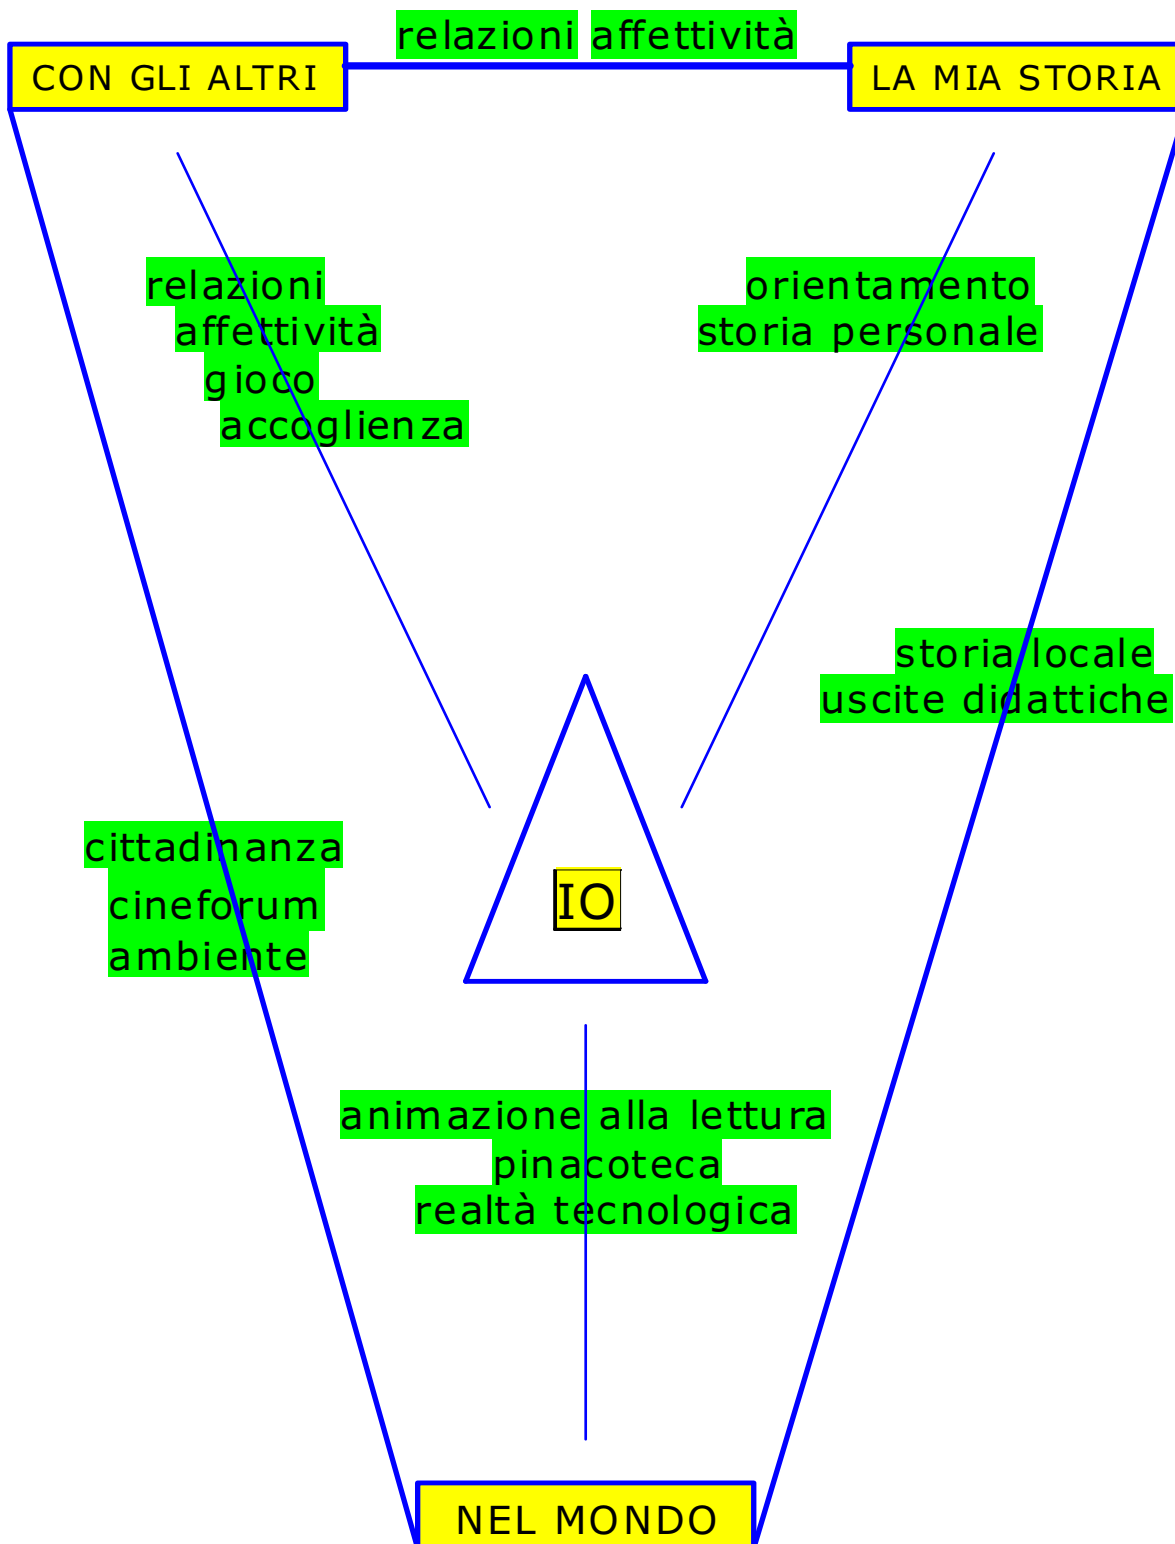 relazioni affettività
CON GLI ALTRI
LA MIA STORIA
relazioni
affettività
gioco
accoglienza
orientamento
storia personale
storia locale
uscite didattiche
cittadinanza
cineforum
ambiente
IO
animazione alla lettura
pinacoteca
realtà tecnologica
NEL MONDO